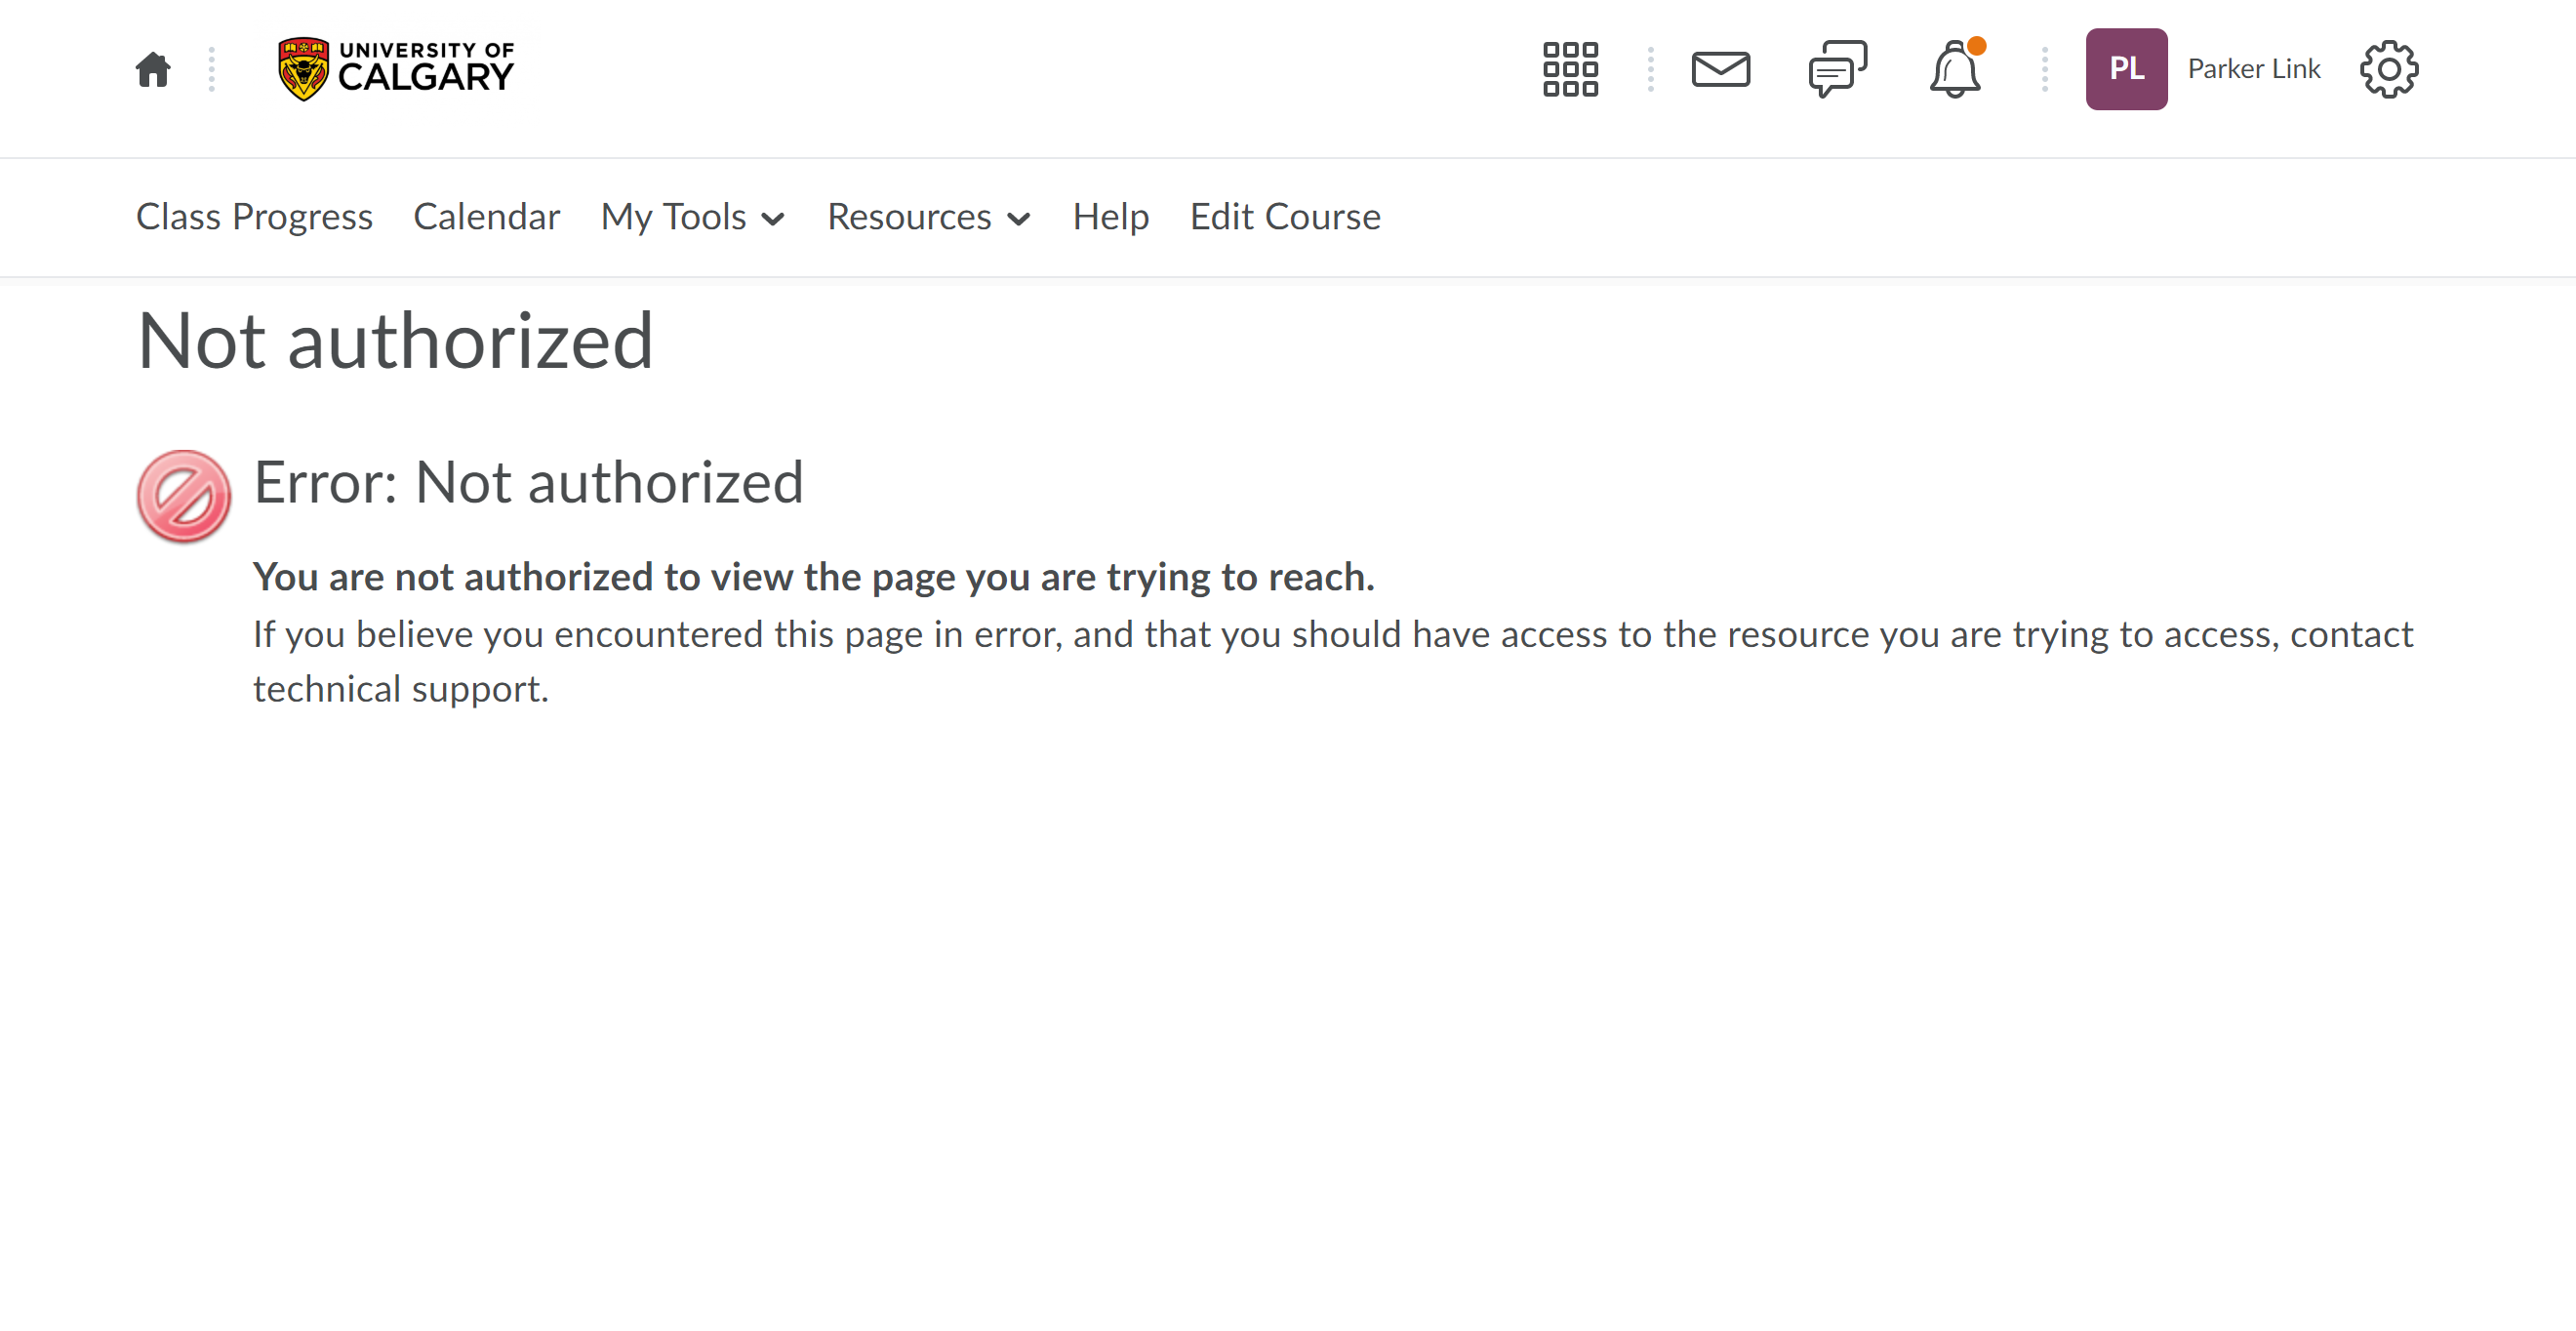 UNIVERSITY OF
CALGARY
PL
Parker Link
Class Progress
Calendar
My Tools
Resources
Help
Edit Course
Not authorized
Error: Not authorized
You are not authorized to view the page you are trying to reach.
If you believe you encountered this page in error, and that you should have access to the resource you are trying to access, contact
technical support.